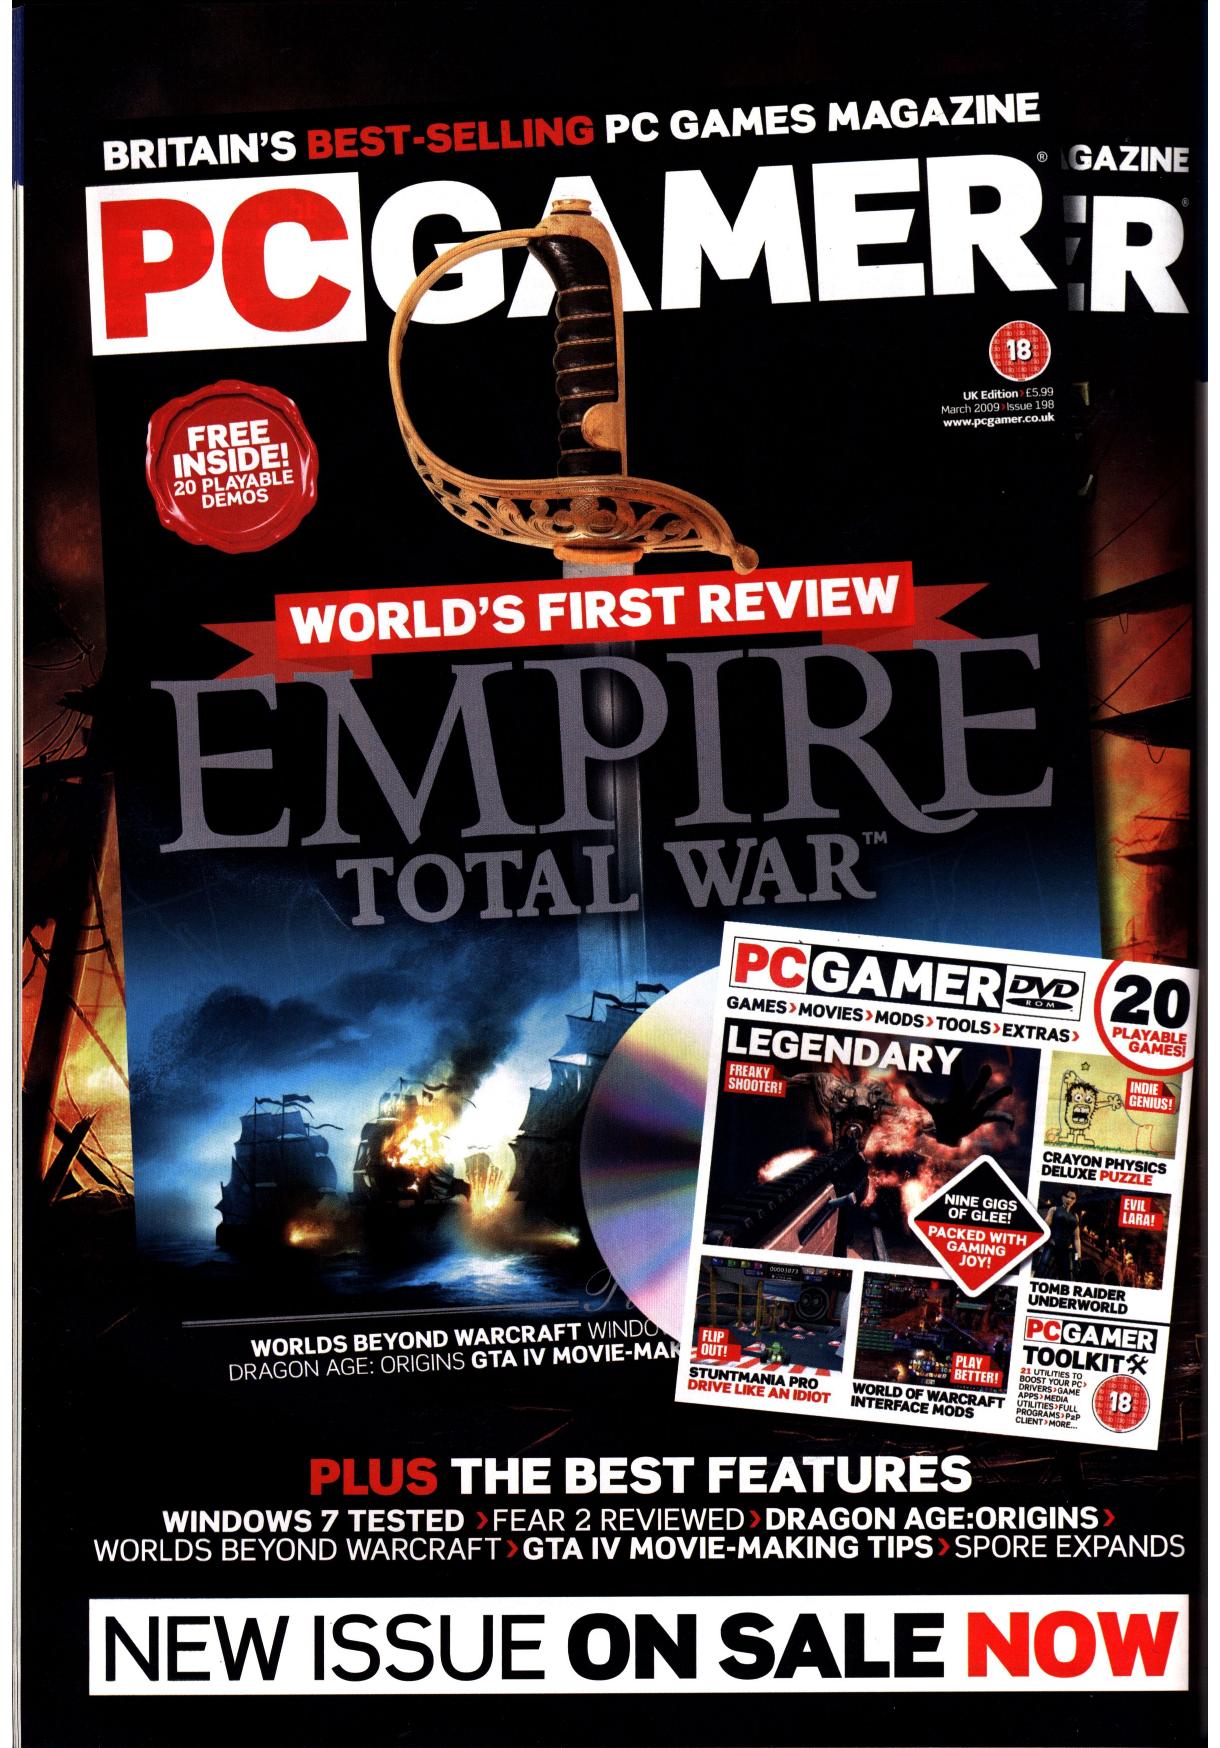 BRITAIN'S BEST-SELLING PC GAMES MAGAZINE
GAZINE
PCGAMER®
R®
18
UK Edition › £5.99
March 2009 › Issue 198
www.pcgamer.co.uk
FREE
INSIDE!
20 PLAYABLE
DEMOS
WORLD'S FIRST REVIEW
EMPIRE
TOTAL WAR™
PCGAMER DVD
ROM
20
PLAYABLE
GAMES!
GAMES›MOVIES›MODS›TOOLS›EXTRAS›
LEGENDARY
FREAKY
SHOOTER!
INDIE
GENIUS!
CRAYON PHYSICS
DELUXE PUZZLE
NINE GIGS
OF GLEE!
PACKED WITH
GAMING
JOY!
EVIL
LARA!
TOMB RAIDER
UNDERWORLD
FLIP
OUT!
STUNTMANIA PRO
DRIVE LIKE AN IDIOT
PLAY
BETTER!
WORLD OF WARCRAFT
INTERFACE MODS
PCGAMER
TOOLKIT
21 UTILITIES TO
BOOST YOUR PC›
DRIVERS›GAME
APPS›MEDIA
UTILITIES›FULL
PROGRAMS›P2P
CLIENT›MORE...
18
WORLDS BEYOND WARCRAFT WINDO
DRAGON AGE: ORIGINS GTA IV MOVIE-MAK
PLUS THE BEST FEATURES
WINDOWS 7 TESTED ›FEAR 2 REVIEWED›DRAGON AGE:ORIGINS›
WORLDS BEYOND WARCRAFT›GTA IV MOVIE-MAKING TIPS›SPORE EXPANDS
NEW ISSUE ON SALE NOW